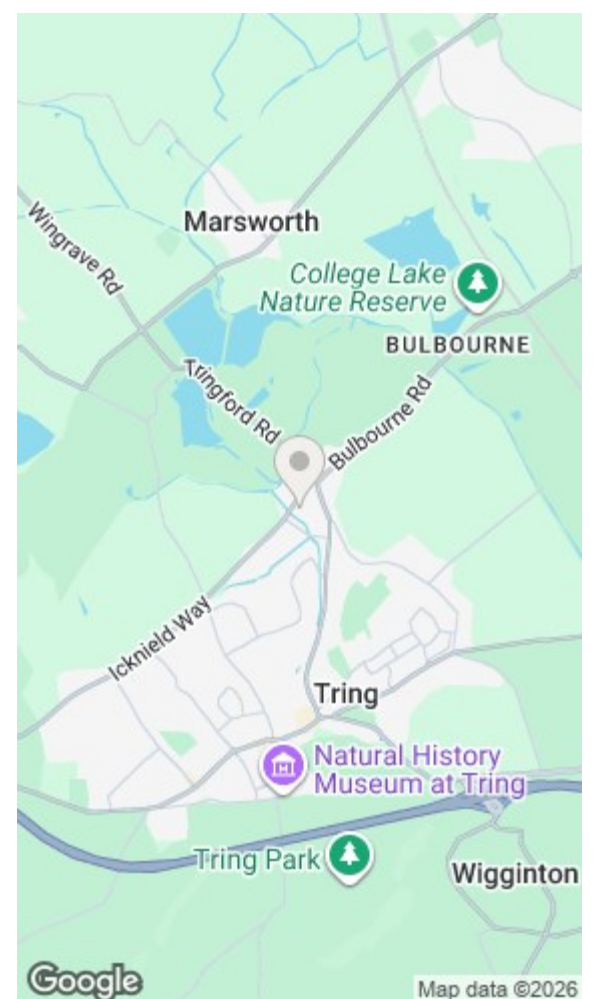 Marsworth
Wingrave Rd
College Lake
Nature Reserve
BULBOURNE
Tringford Rd
Bulbourne Rd
Icknield Way
Tring
Natural History
Museum at Tring
Tring Park
Wigginton
Google
Map data ©2026